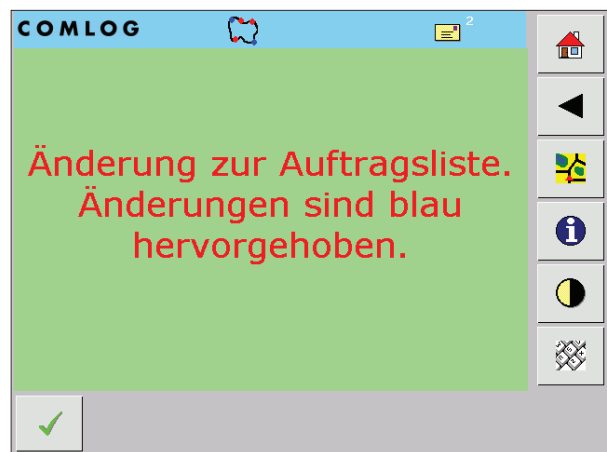 COMLOG
2
Änderung zur Auftragsliste.
Änderungen sind blau
hervorgehoben.